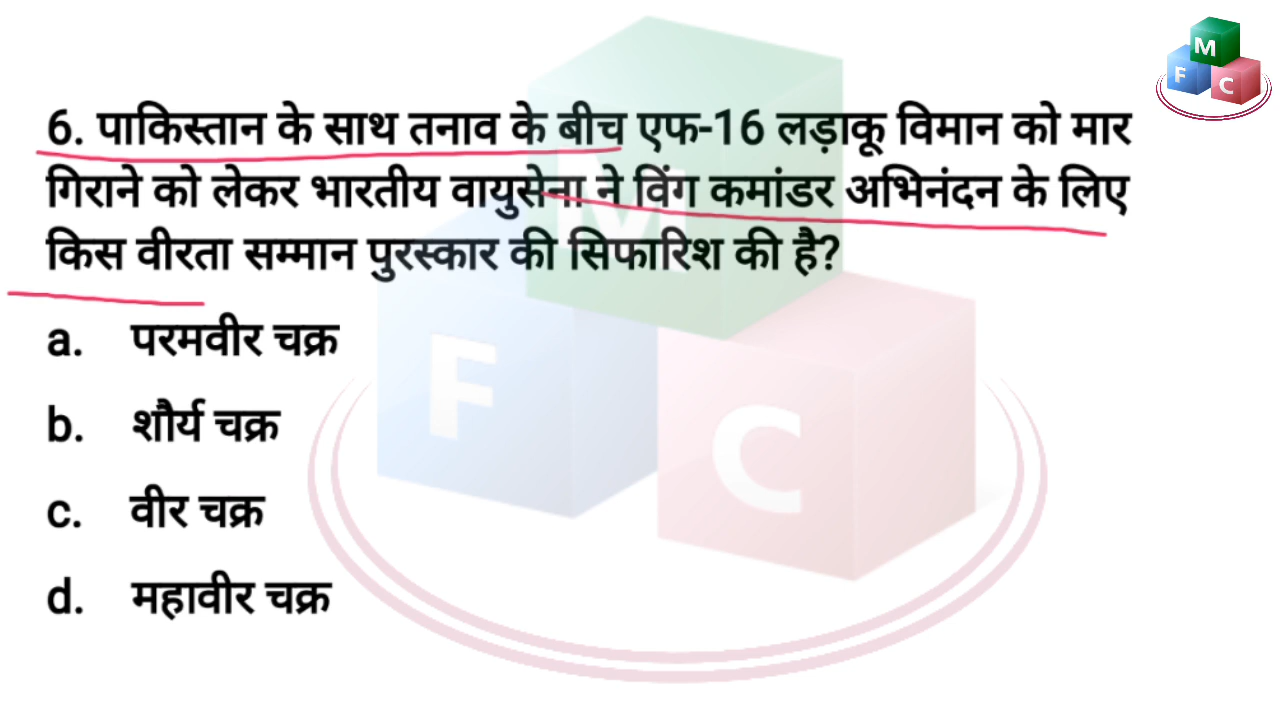 M
F C
6. पाकिस्तान के साथ तनाव के बीच एफ-16 लड़ाकू विमान को मार
गिराने को लेकर भारतीय वायुसेना ने विंग कमांडर अभिनंदन के लिए
किस वीरता सम्मान पुरस्कार की सिफारिश की है?
a. परमवीर चक्र
b. शौर्य चक्र
c. वीर चक्र
d. महावीर चक्र
M
F C